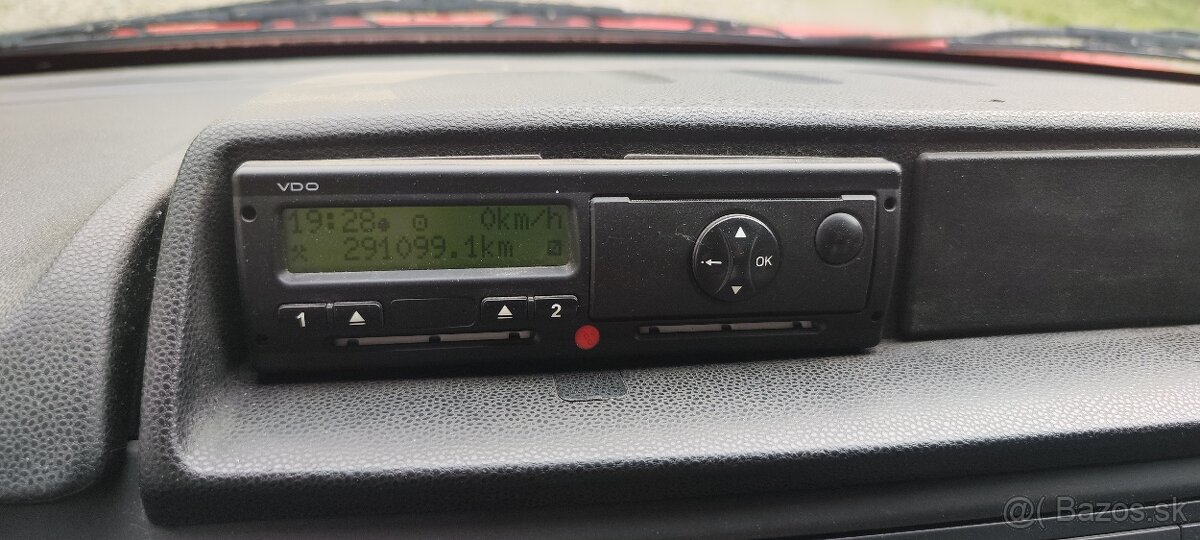 VDO
19:28 0km/h
291099.1km
1 2
OK
@( Bazos.sk